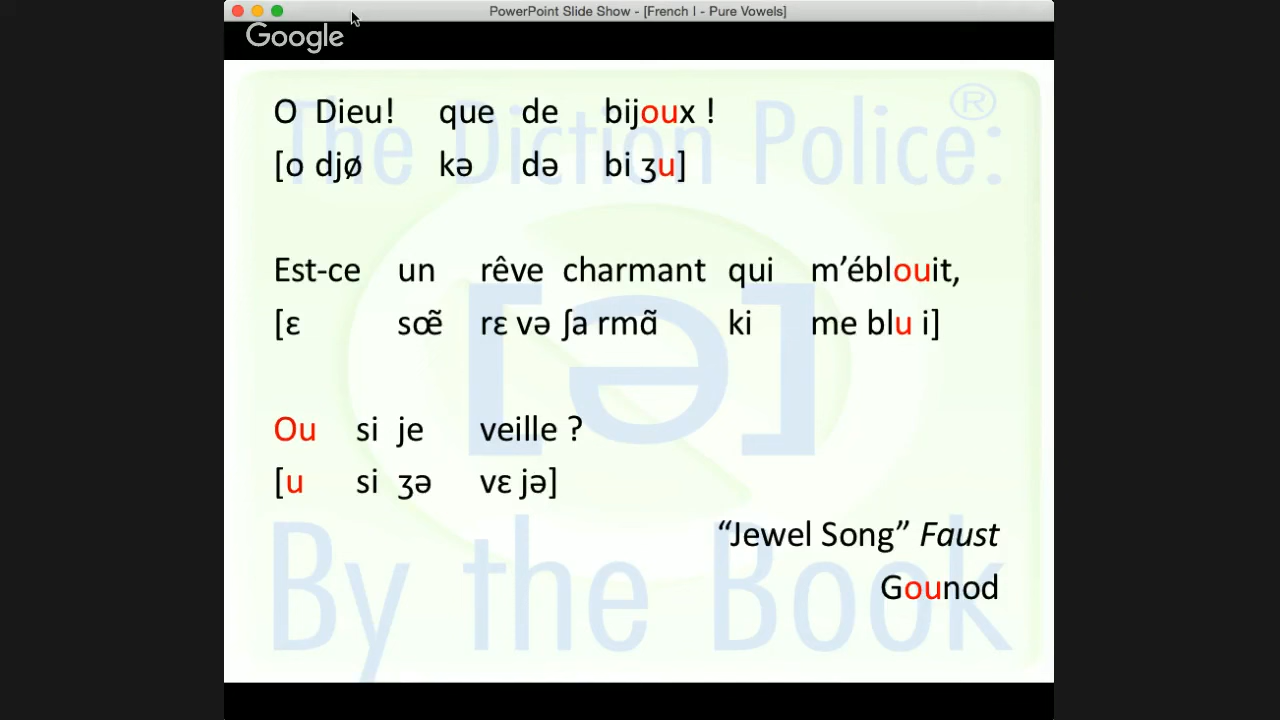 PowerPoint Slide Show - [French I - Pure Vowels]
Google
O Dieu! que de bijoux !
[o djø kə də bi ʒu]
Est-ce un rêve charmant qui m’éblouit,
[ɛ sœ̃ rɛ və ʃa rmɑ̃ ki me blu i]
Ou si je veille ?
[u si ʒə vɛ jə]
“Jewel Song” Faust
Gounod
The Diction Police®:
[ə]
By the Book